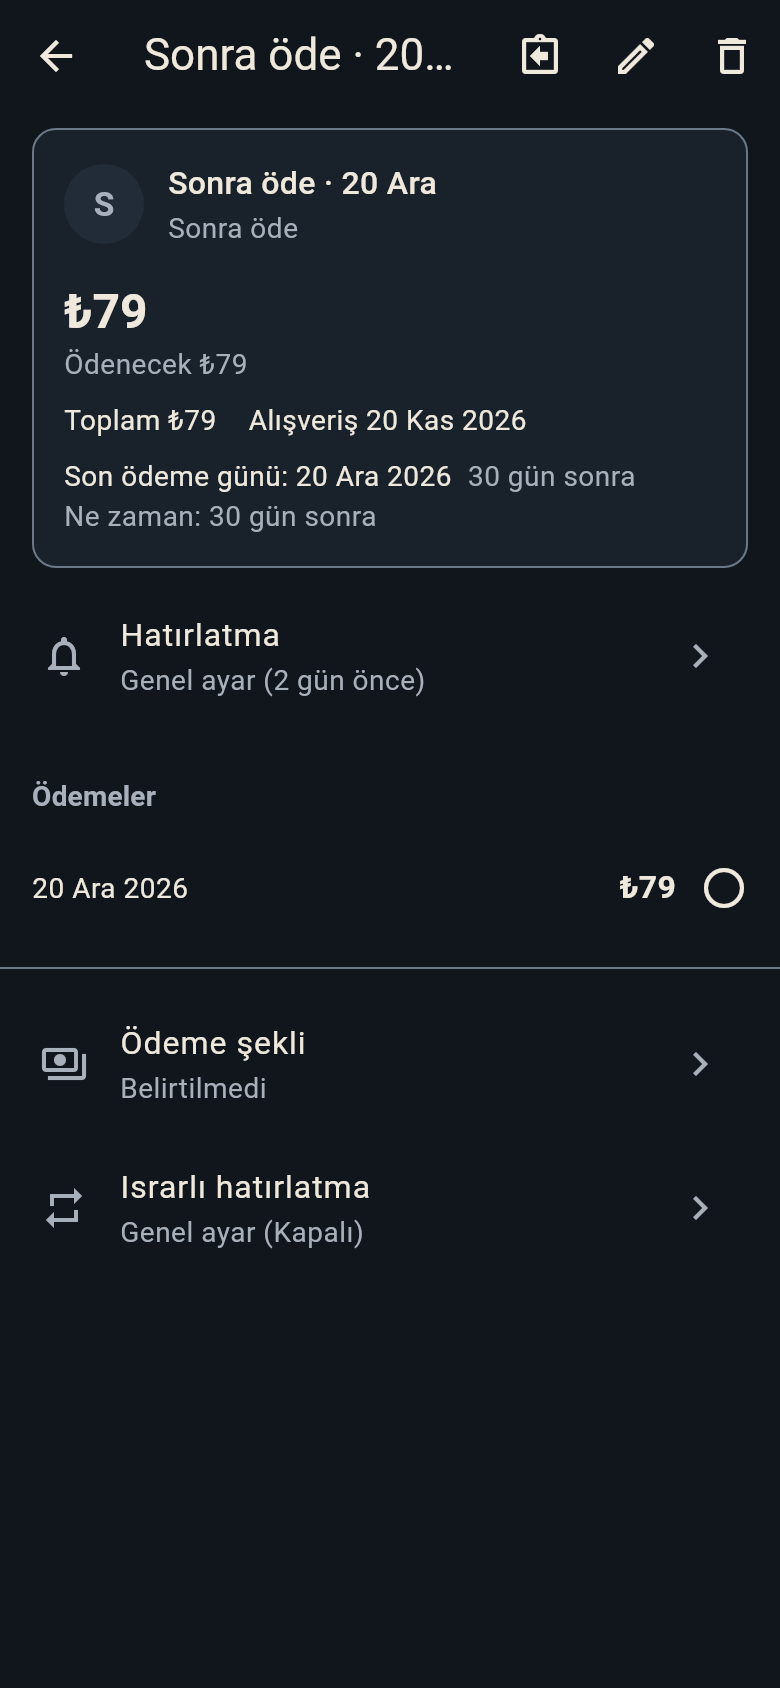 Sonra öde · 20...
S
Sonra öde · 20 Ara
Sonra öde
₺79
Ödenecek ₺79
Toplam ₺79 Alışveriş 20 Kas 2026
Son ödeme günü: 20 Ara 2026 30 gün sonra
Ne zaman: 30 gün sonra
Hatırlatma
Genel ayar (2 gün önce)
Ödemeler
20 Ara 2026 ₺79
Ödeme şekli
Belirtilmedi
Israrlı hatırlatma
Genel ayar (Kapalı)